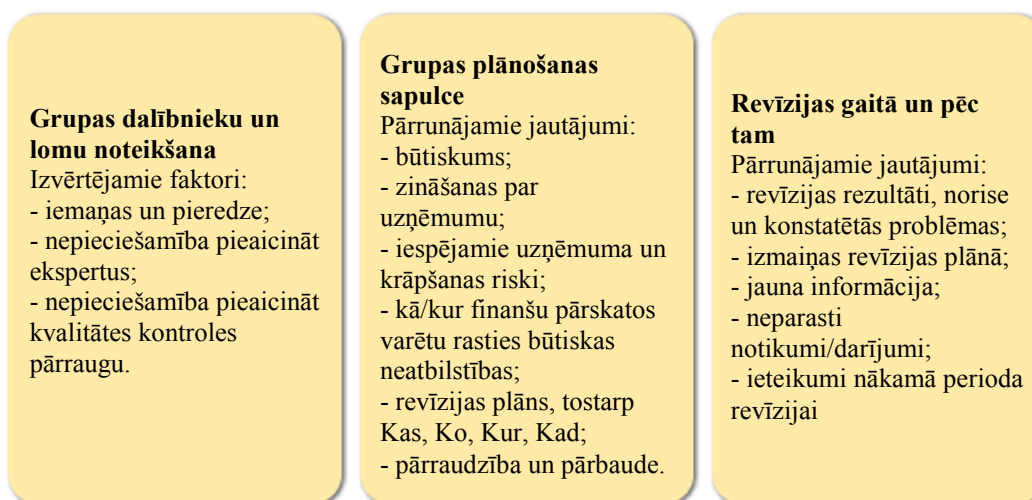 Grupas dalībnieku un
lomu noteikšana
Izvērtējamie faktori:
- iemaņas un pieredze;
- nepieciešamība pieaicināt
ekspertus;
- nepieciešamība pieaicināt
kvalitātes kontroles
pārraugu.
Grupas plānošanas
sapulce
Pārrunājamie jautājumi:
- būtiskums;
- zināšanas par
uzņēmumu;
- iespējamie uzņēmuma un
krāpšanas riski;
- kā/kur finanšu pārskatos
varētu rasties būtiskas
neatbilstības;
- revīzijas plāns, tostarp
Kas, Ko, Kur, Kad;
- pārraudzība un pārbaude.
Revīzijas gaitā un pēc
tam
Pārrunājamie jautājumi:
- revīzijas rezultāti, norise
un konstatētās problēmas;
- izmaiņas revīzijas plānā;
- jauna informācija;
- neparasti
notikumi/darījumi;
- ieteikumi nākamā perioda
revīzijai